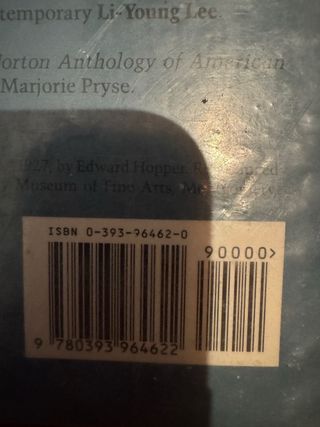 temporary Li-Young Lee.
Norton Anthology of American
Marjorie Pryse.
1927, by Edward Hopper.
Museum of Fine Arts,
ISBN 0-393-96462-0
90000>
9 780393 964622